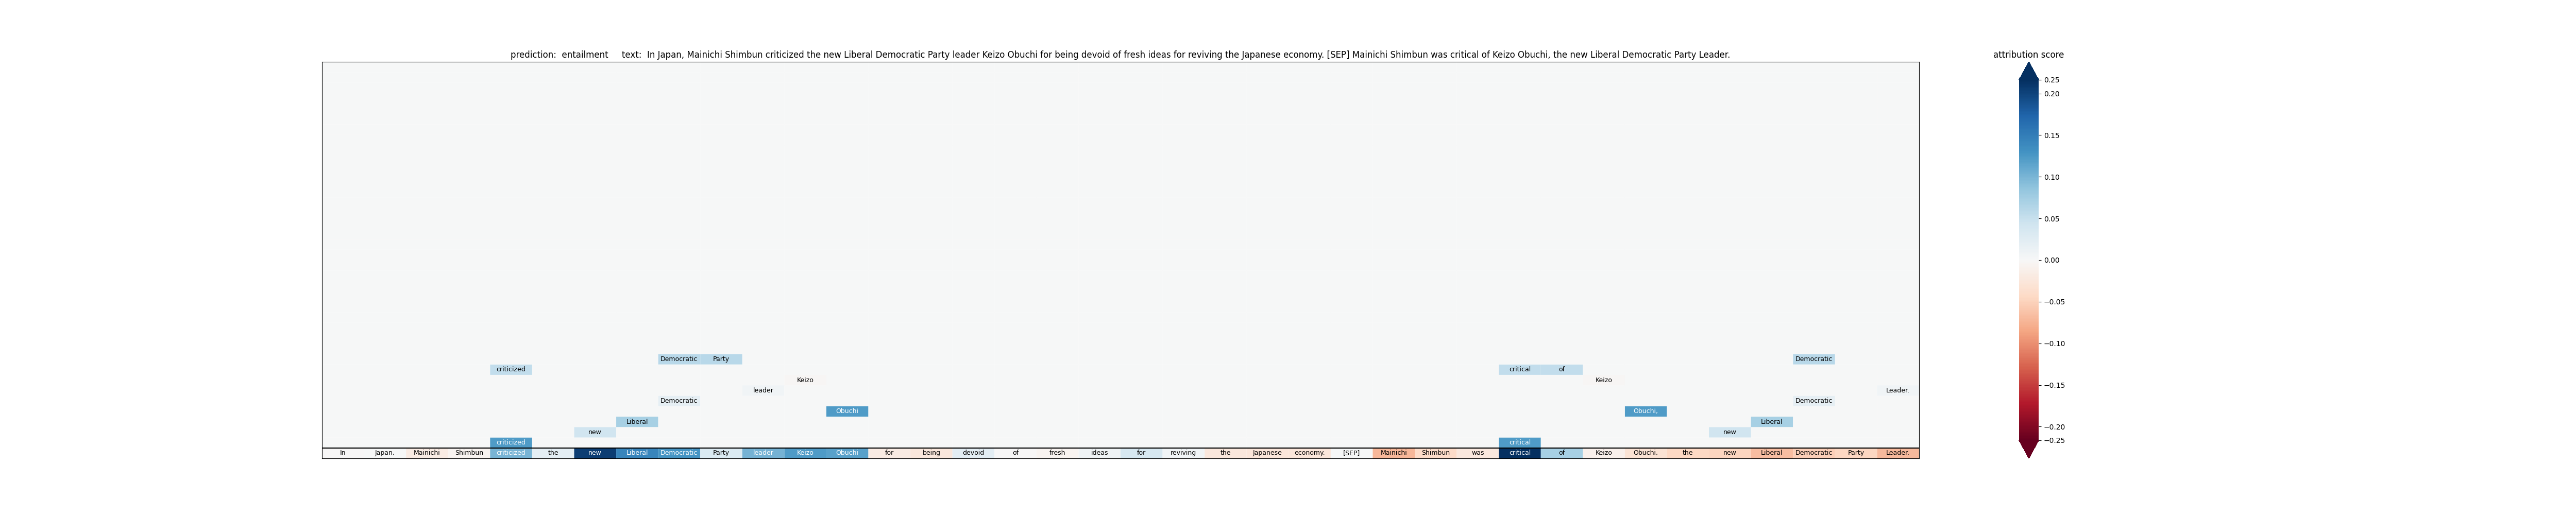 prediction: entailment text: In Japan, Mainichi Shimbun criticized the new Liberal Democratic Party leader Keizo Obuchi for being devoid of fresh ideas for reviving the Japanese economy. [SEP] Mainichi Shimbun was critical of Keizo Obuchi, the new Liberal Democratic Party Leader.
attribution score
0.25
0.20
0.15
0.10
0.05
0.00
−0.05
−0.10
−0.15
−0.20
−0.25
Democratic Party Democratic
criticized critical of
Keizo Keizo
leader Leader.
Democratic Democratic
Obuchi Obuchi,
Liberal Liberal
new new
criticized critical
In Japan, Mainichi Shimbun criticized the new Liberal Democratic Party leader Keizo Obuchi for being devoid of fresh ideas for reviving the Japanese economy. [SEP] Mainichi Shimbun was critical of Keizo Obuchi, the new Liberal Democratic Party Leader.